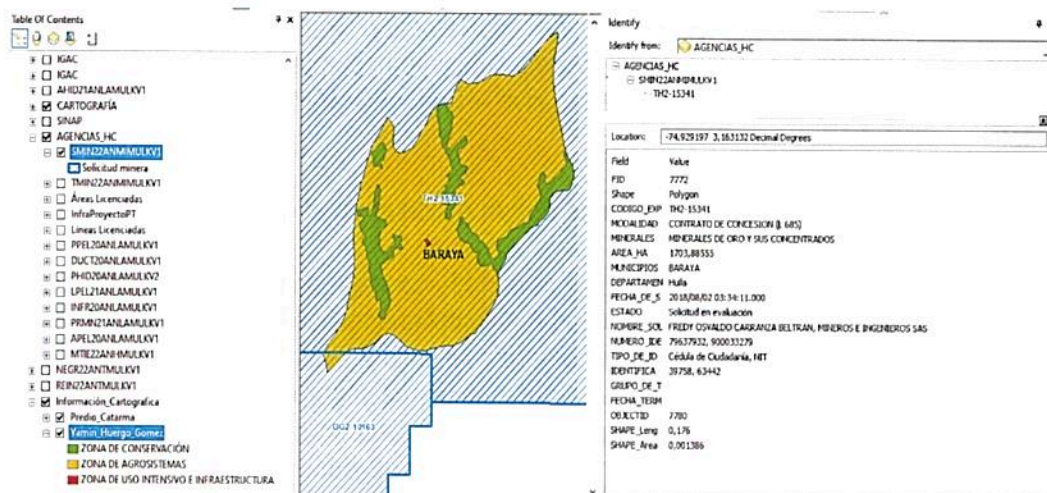 Table Of Contents
IGAC
IGAC
AHID21ANLAMULKV1
CARTOGRAFÍA
SINAP
AGENCIAS_HC
SMIN22ANMIMULKV1
Solicitud minera
TMIN22ANMIMULKV1
Áreas Licenciadas
InfraProyectoPT
Líneas Licenciadas
PPEL20ANLAMULKV1
DUCT20ANLAMULKV1
PHID20ANLAMULKV2
LPEL21ANLAMULKV1
INFR20ANLAMULKV1
PRMN21ANLAMULKV1
APEL20ANLAMULKV1
MTIE22ANHMULKV1
NEGR22ANTMULKV1
REIN22ANTMULKV1
Información_Cartografica
Predio_Catarma
Yamin_Huergo_Gomez
ZONA DE CONSERVACIÓN
ZONA DE AGROSISTEMAS
ZONA DE USO INTENSIVO E INFRAESTRUCTURA
TH2-15341
BARAYA
Identify
Identify from: AGENCIAS_HC
AGENCIAS_HC
SMIN22ANMIMULKV1
TH2-15341
Location: -74,929197 3,163132 Decimal Degrees
Field Value
FID 7772
Shape Polygon
CODIGO_EXP TH2-15341
MODALIDAD CONTRATO DE CONCESION (L 685)
MINERALES MINERALES DE ORO Y SUS CONCENTRADOS
AREA_HA 1703,88555
MUNICIPIOS BARAYA
DEPARTAMEN Huila
FECHA_DE_S 2018/08/02 03:34:11.000
ESTADO Solicitud en evaluación
NOMBRE_SOL FREDY OSVALDO CARRANZA BELTRAN, MINEROS E INGENIEROS SAS
NUMERO_IDE 79637932, 900033279
TIPO_DE_ID Cédula de Ciudadanía, NIT
IDENTIFICA 39758, 63442
GRUPO_DE_T
FECHA_TERM
OBJECTID 7780
SHAPE_Leng 0,176
SHAPE_Area 0,001386